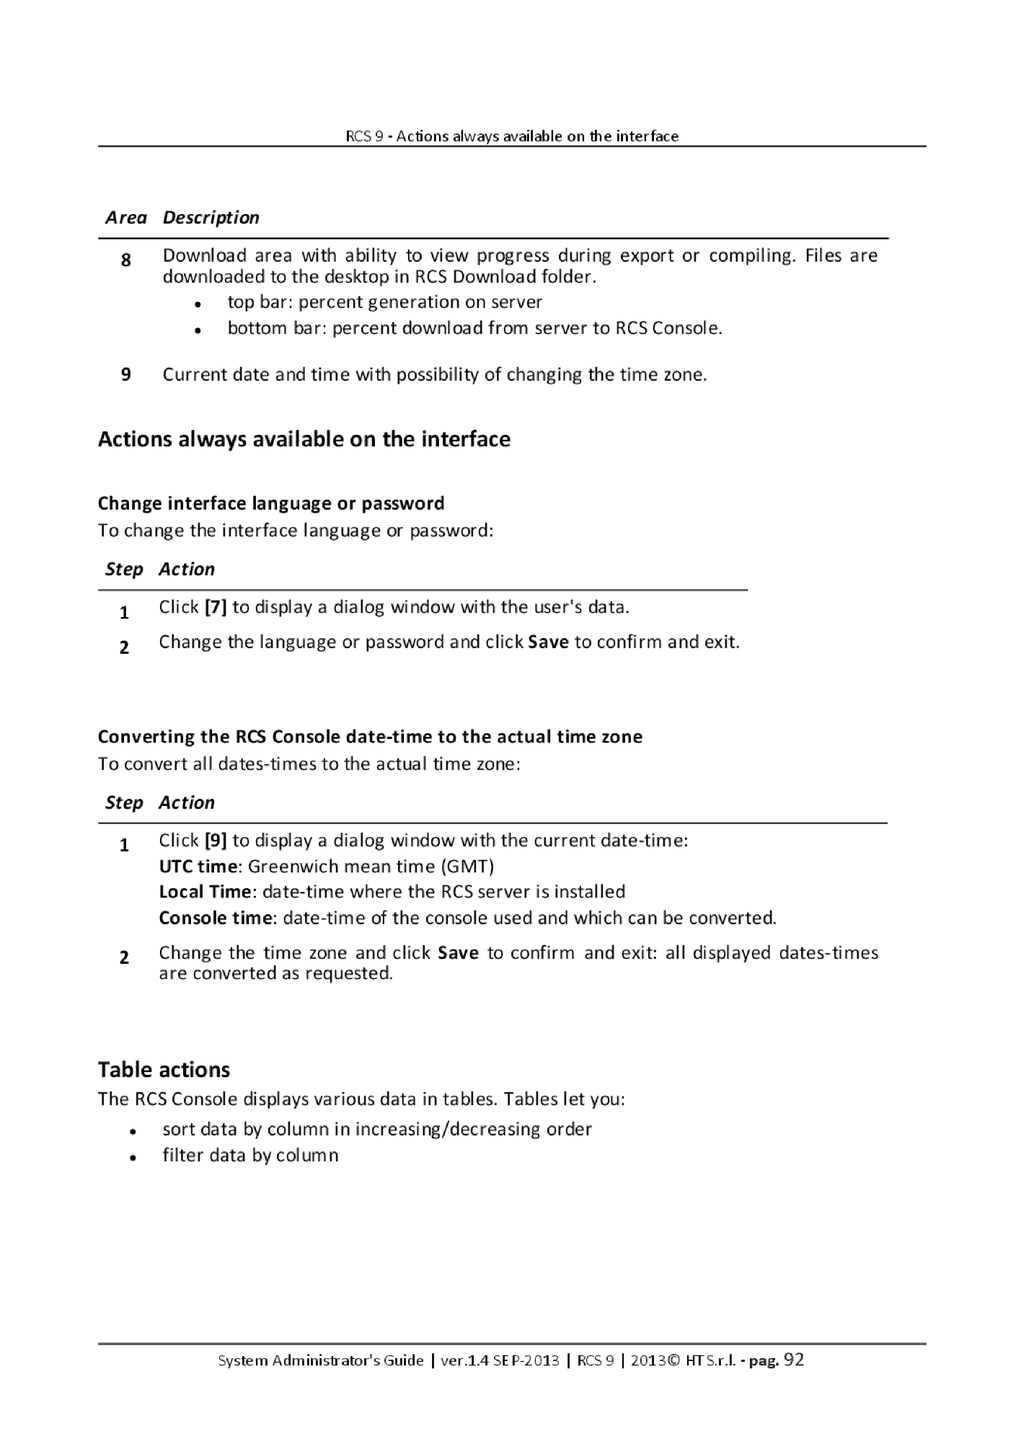 RCS 9 - Actions always available on the interface
Area Description
8 Download area with ability to view progress during export or compiling. Files are
downloaded to the desktop in RCS Download folder.
• top bar: percent generation on server
• bottom bar: percent download from server to RCS Console.
9 Current date and time with possibility of changing the time zone.
Actions always available on the interface
Change interface language or password
To change the interface language or password:
Step Action
1 Click [7] to display a dialog window with the user's data.
2 Change the language or password and click Save to confirm and exit.
Converting the RCS Console date-time to the actual time zone
To convert all dates-times to the actual time zone:
Step Action
1 Click [9] to display a dialog window with the current date-time:
UTC time: Greenwich mean time (GMT)
Local Time: date-time where the RCS server is installed
Console time: date-time of the console used and which can be converted.
2 Change the time zone and click Save to confirm and exit: all displayed dates-times
are converted as requested.
Table actions
The RCS Console displays various data in tables. Tables let you:
• sort data by column in increasing/decreasing order
• filter data by column
System Administrator's Guide | ver.1.4 SEP-2013 | RCS 9 | 2013© HT S.r.l. - pag. 92